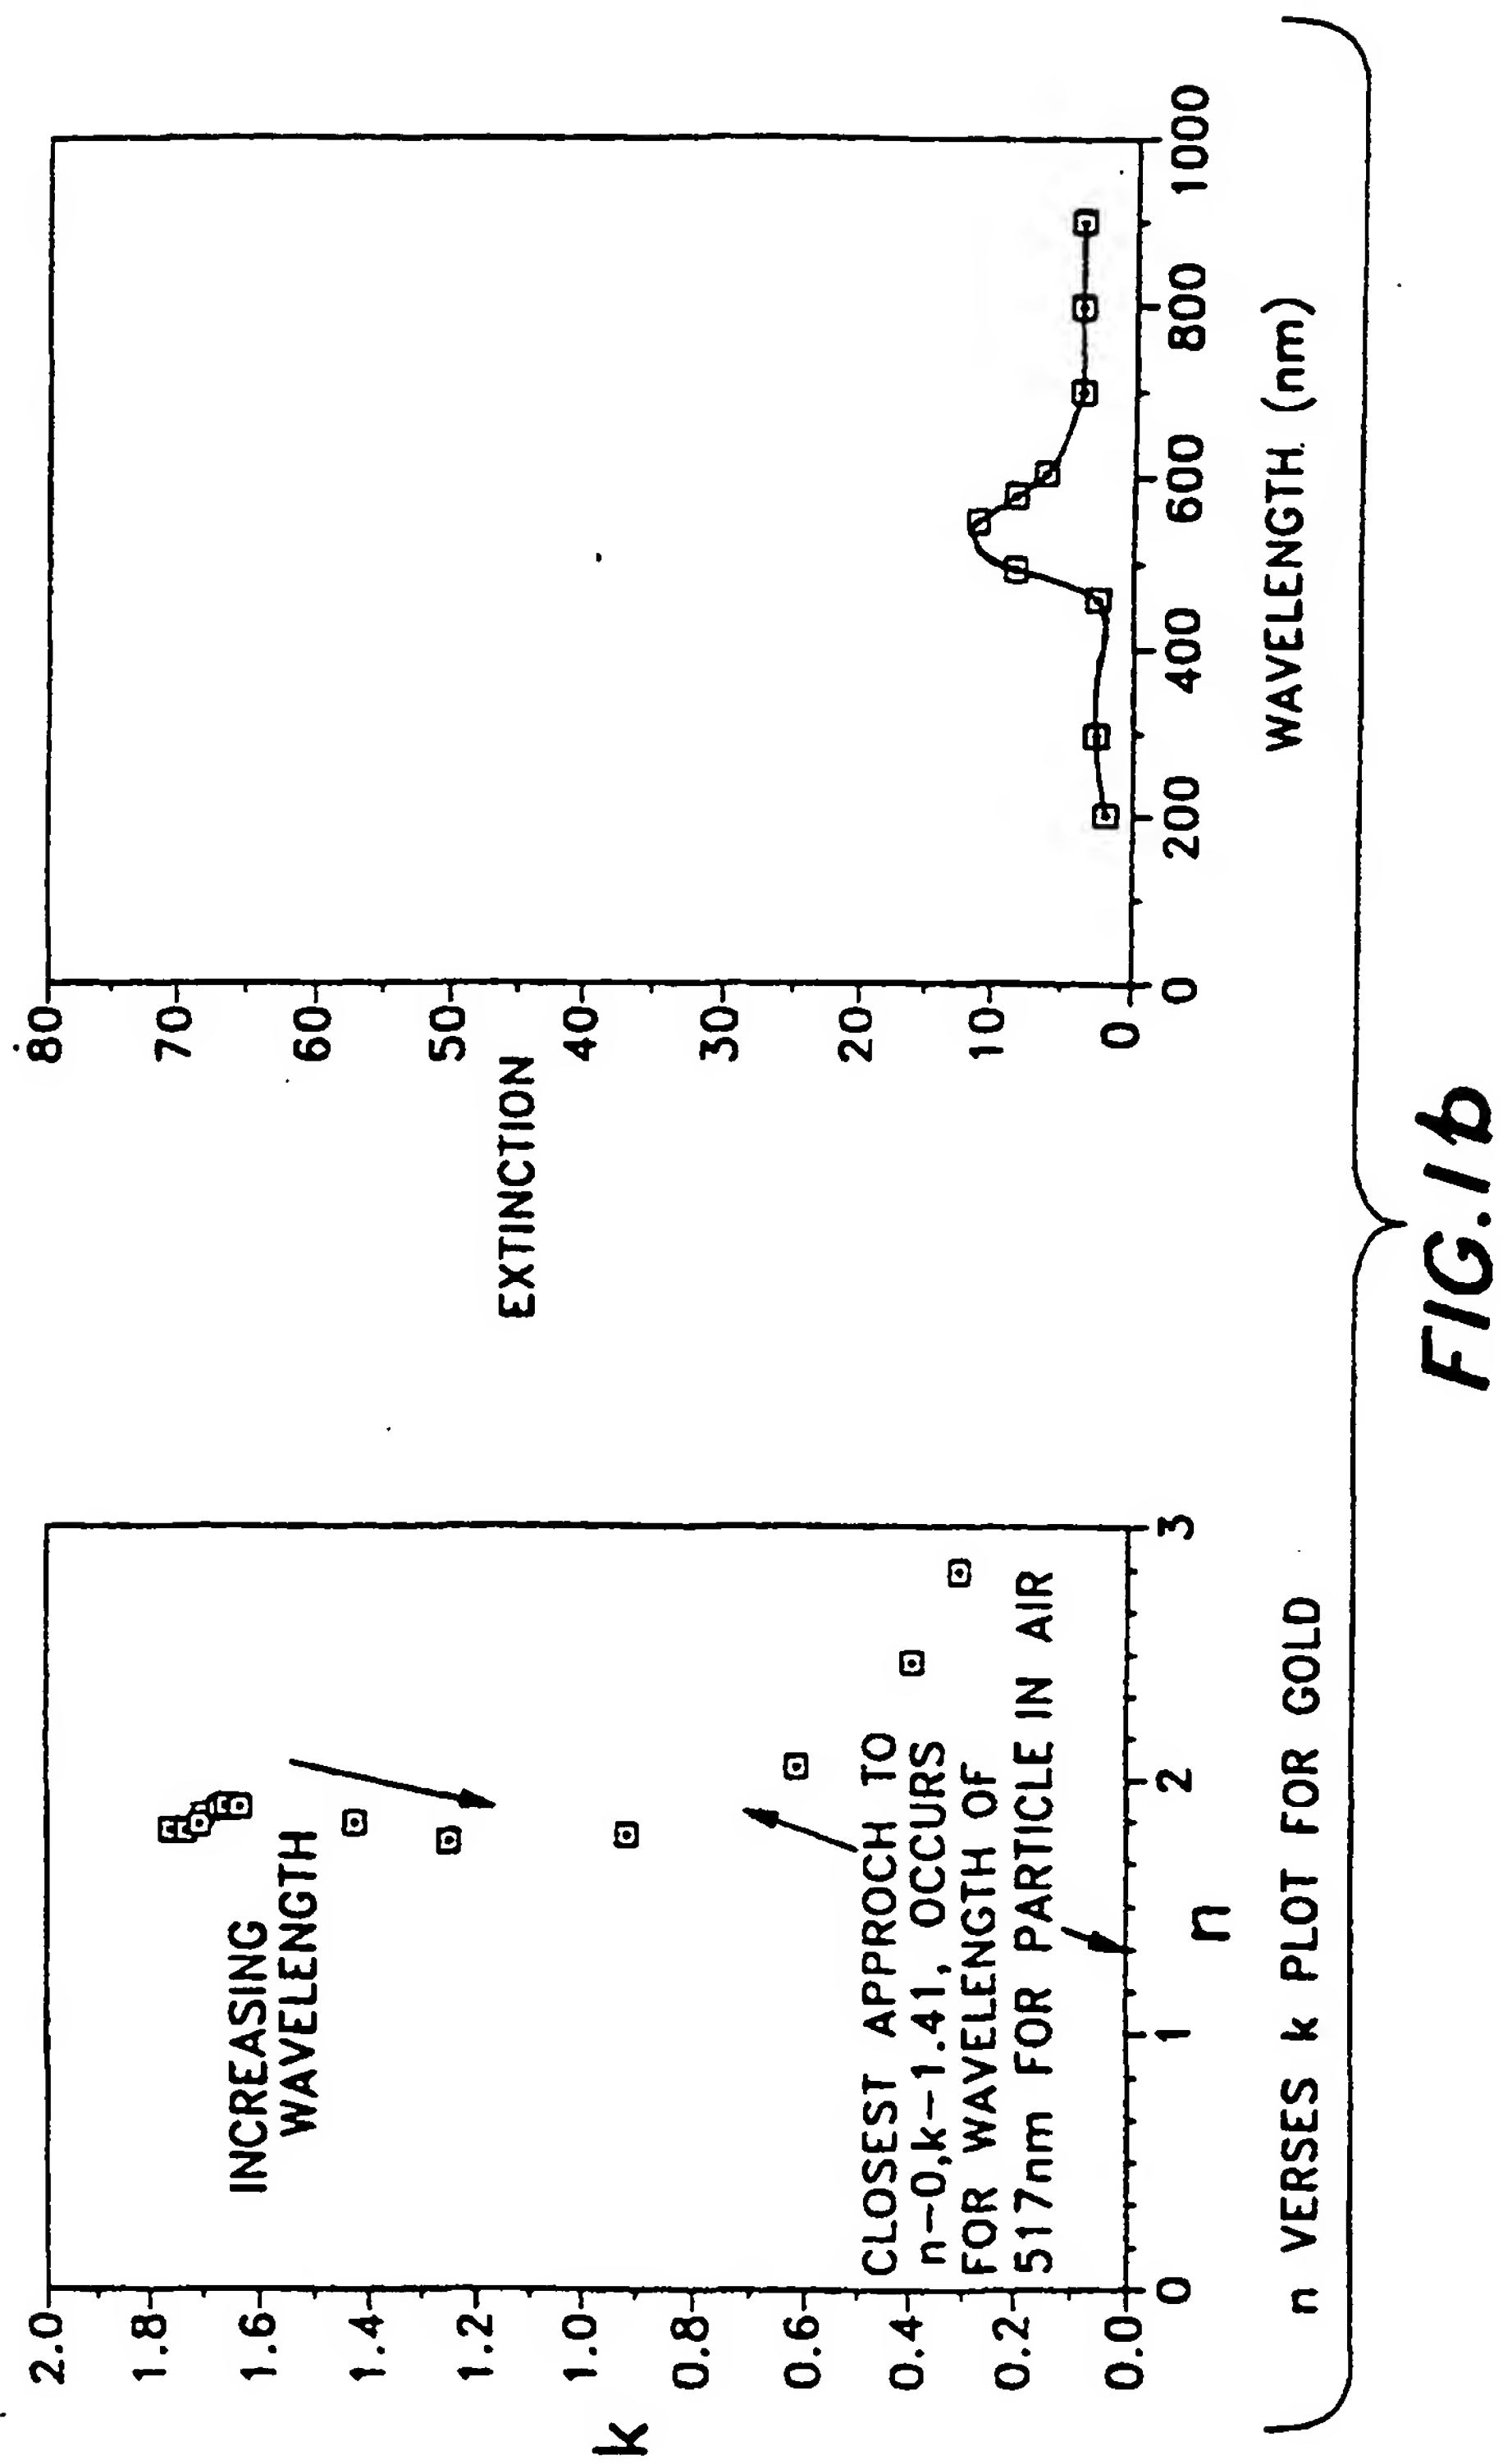 k
2.0
1.8
1.6
1.4
1.2
1.0
0.8
0.6
0.4
0.2
0.0
0
1
2
3
n
INCREASING
WAVELENGTH
CLOSEST APPROCH TO
n-0,k-1.41, OCCURS
FOR WAVELENGTH OF
517nm FOR PARTICLE IN AIR
n VERSES k PLOT FOR GOLD
EXTINCTION
80
70
60
50
40
30
20
10
0
0
200
400
600
800
1000
WAVELENGTH (nm)
FIG.1b